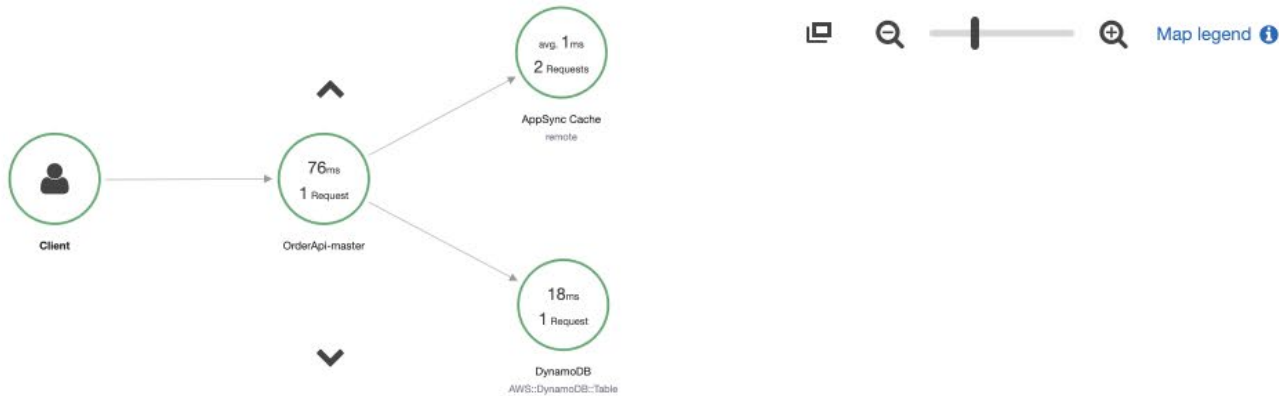 Map legend
avg. 1ms
2 Requests
AppSync Cache
remote
76ms
1 Request
Client
OrderApi-master
18ms
1 Request
DynamoDB
AWS::DynamoDB::Table